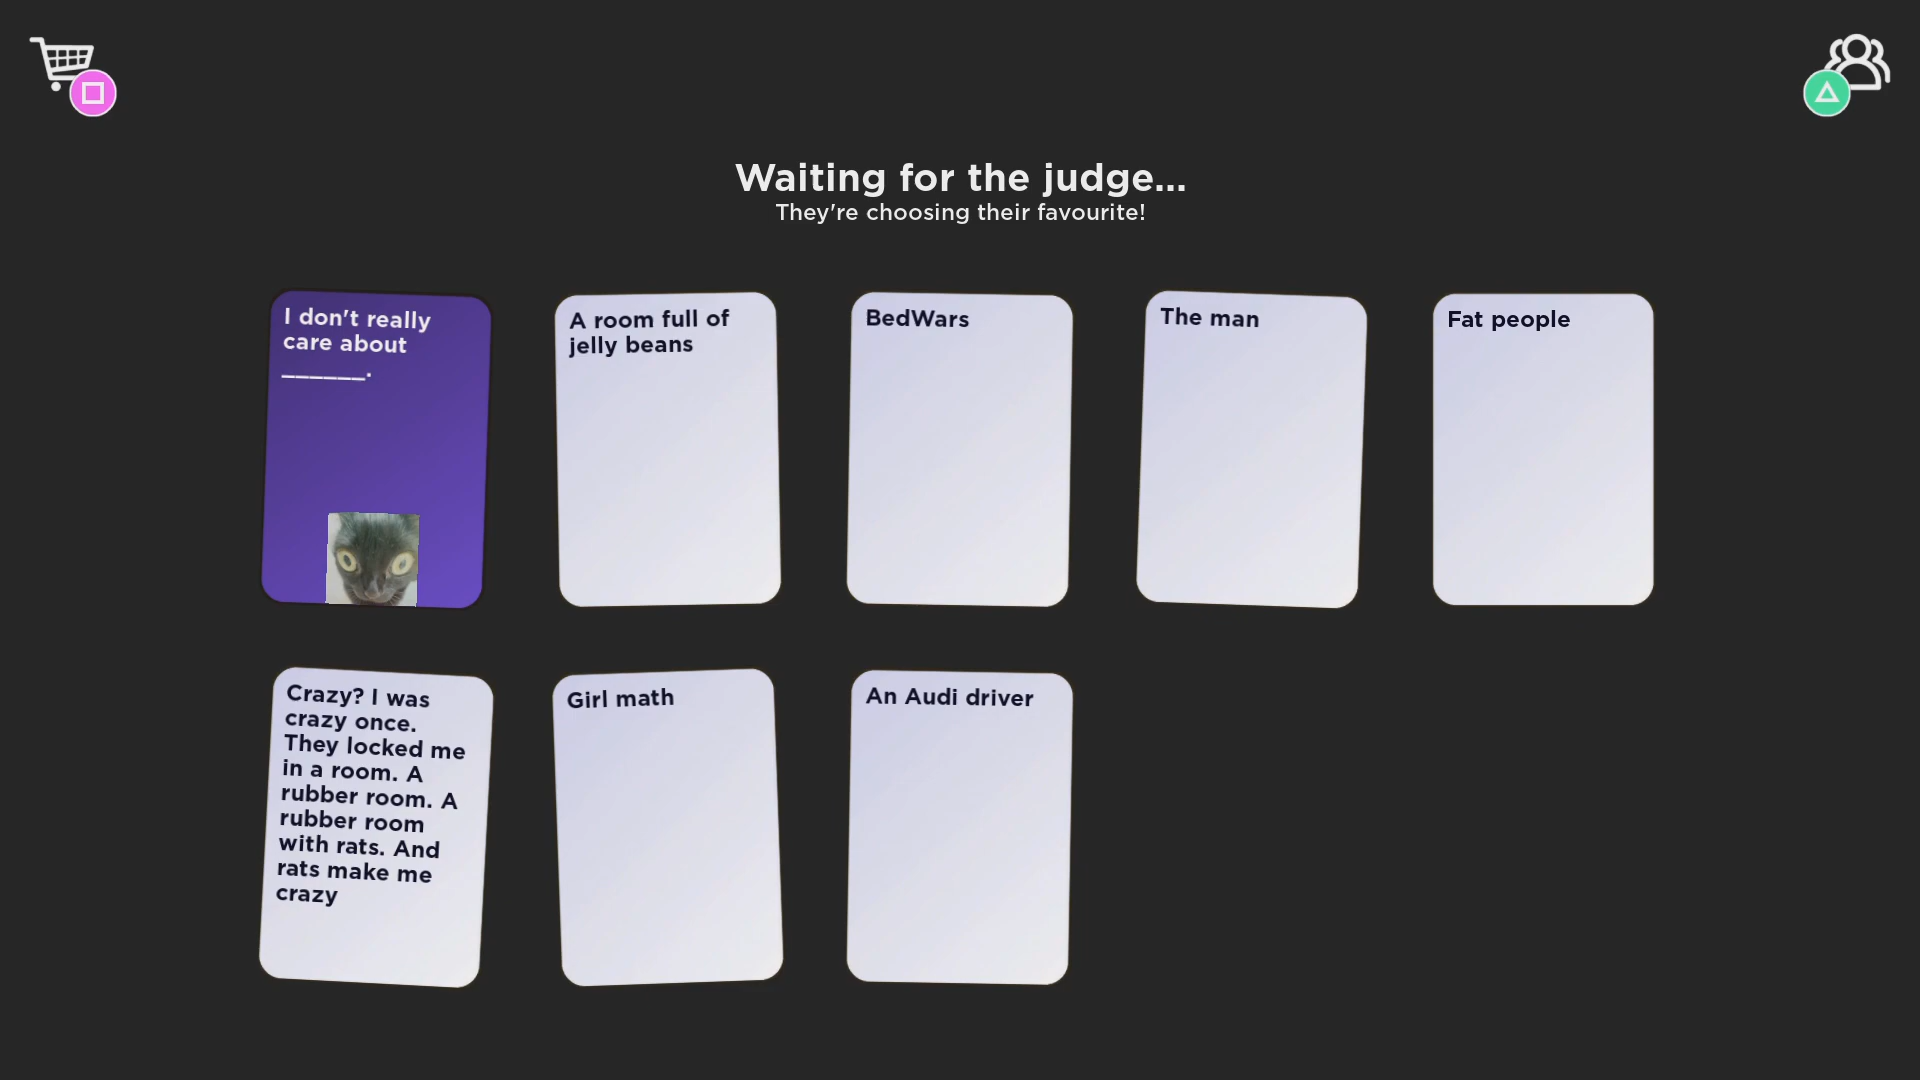 Waiting for the judge...
They're choosing their favourite!
I don't really
care about
______.
A room full of
jelly beans
BedWars
The man
Fat people
Crazy? I was
crazy once.
They locked me
in a room. A
rubber room. A
rubber room
with rats. And
rats make me
crazy
Girl math
An Audi driver